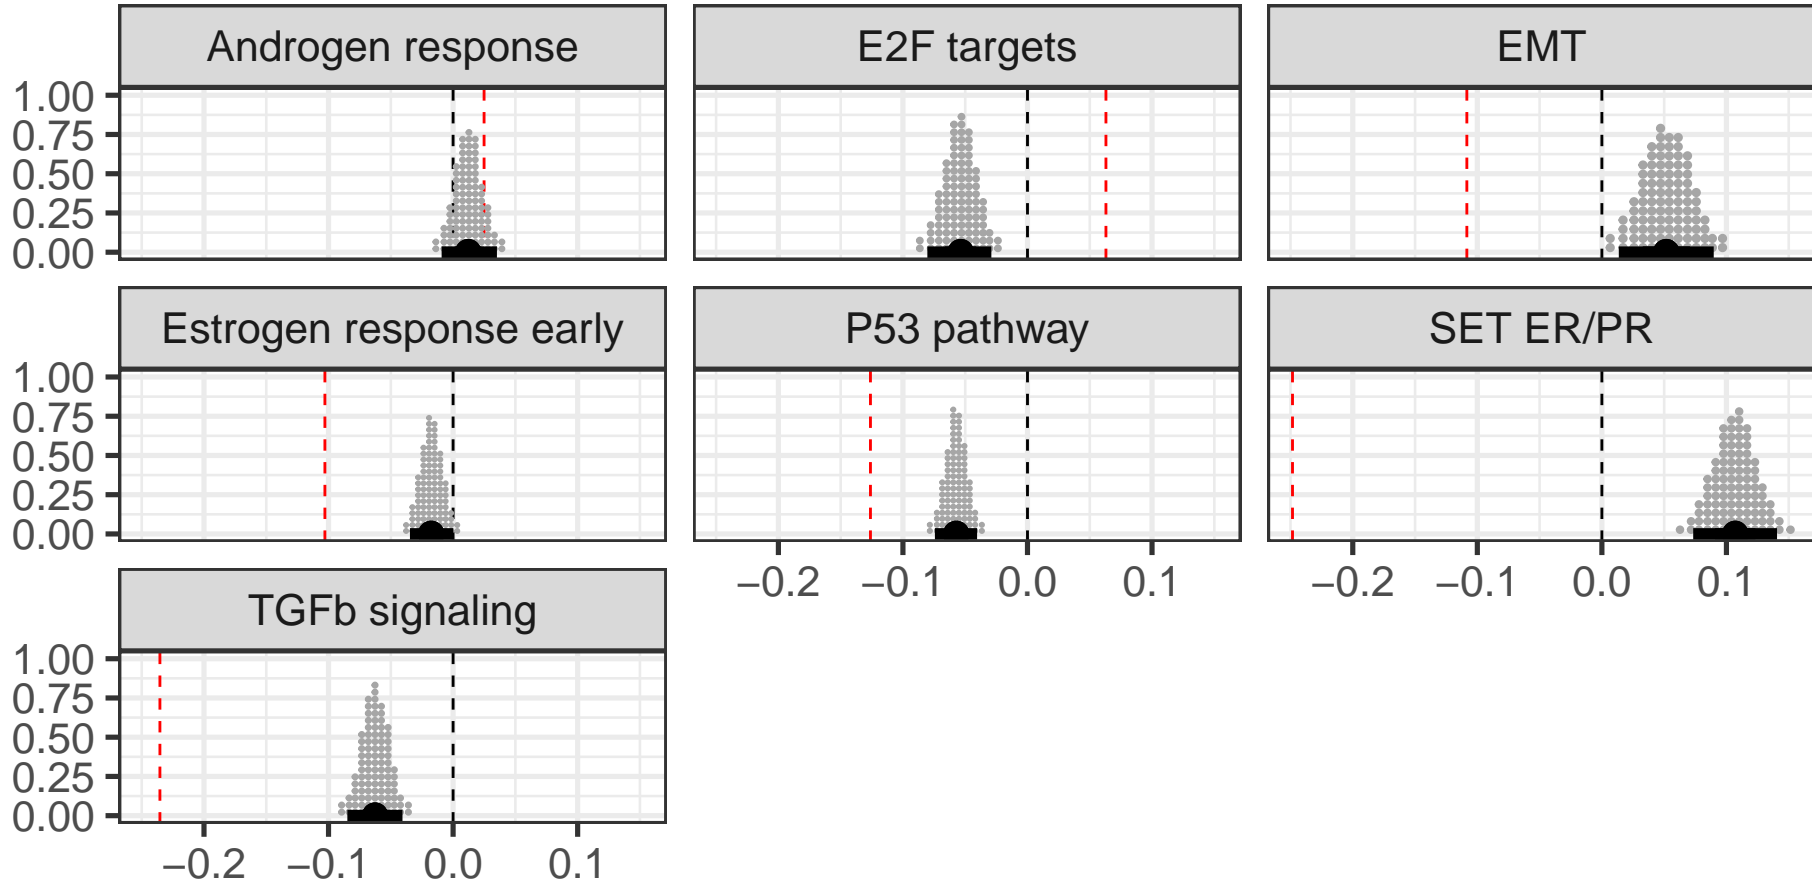 Androgen response
E2F targets
EMT
1.00
0.75
0.50
0.25
0.00
Estrogen response early
P53 pathway
SET ER/PR
1.00
0.75
0.50
0.25
0.00
−0.2 −0.1 0.0 0.1
−0.2 −0.1 0.0 0.1
TGFb signaling
1.00
0.75
0.50
0.25
0.00
−0.2 −0.1 0.0 0.1